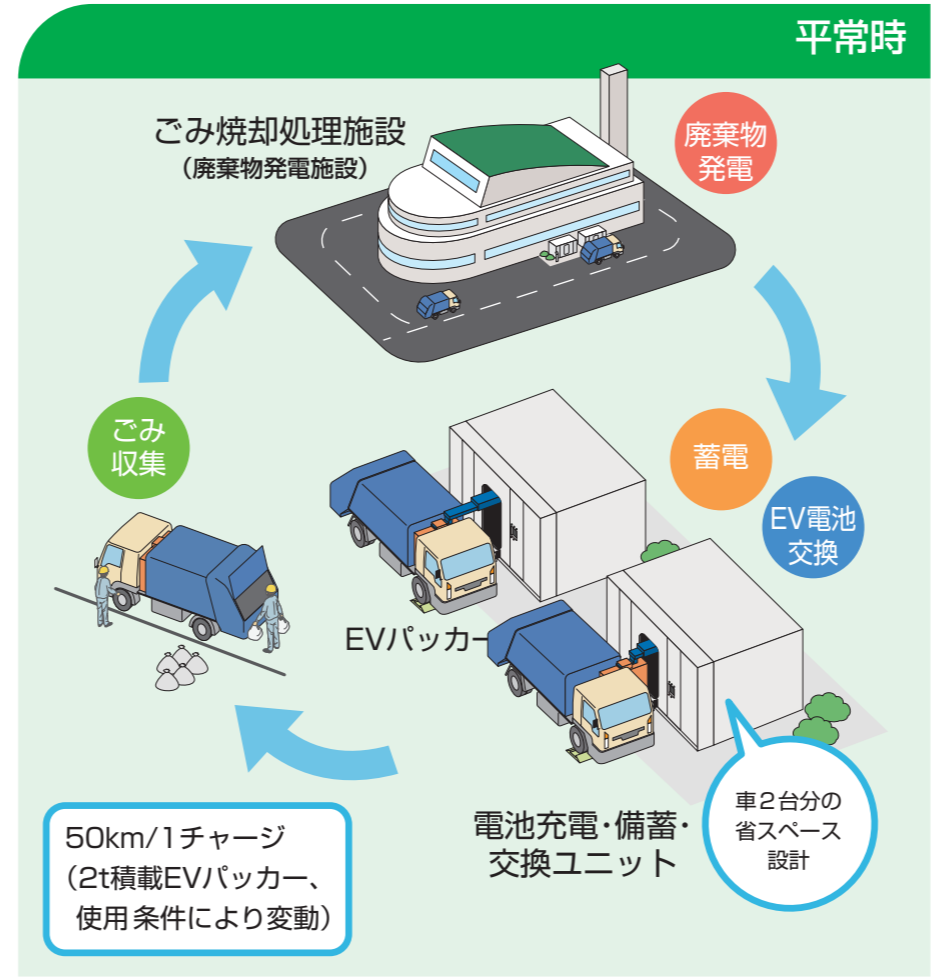 平常時
ごみ焼却処理施設
(廃棄物発電施設)
廃棄物
発電
ごみ
収集
蓄電
EV電池
交換
EVパッカー
電池充電・備蓄・
交換ユニット
車2台分の
省スペース
設計
50km/1チャージ
(2t積載EVパッカー、
使用条件により変動)